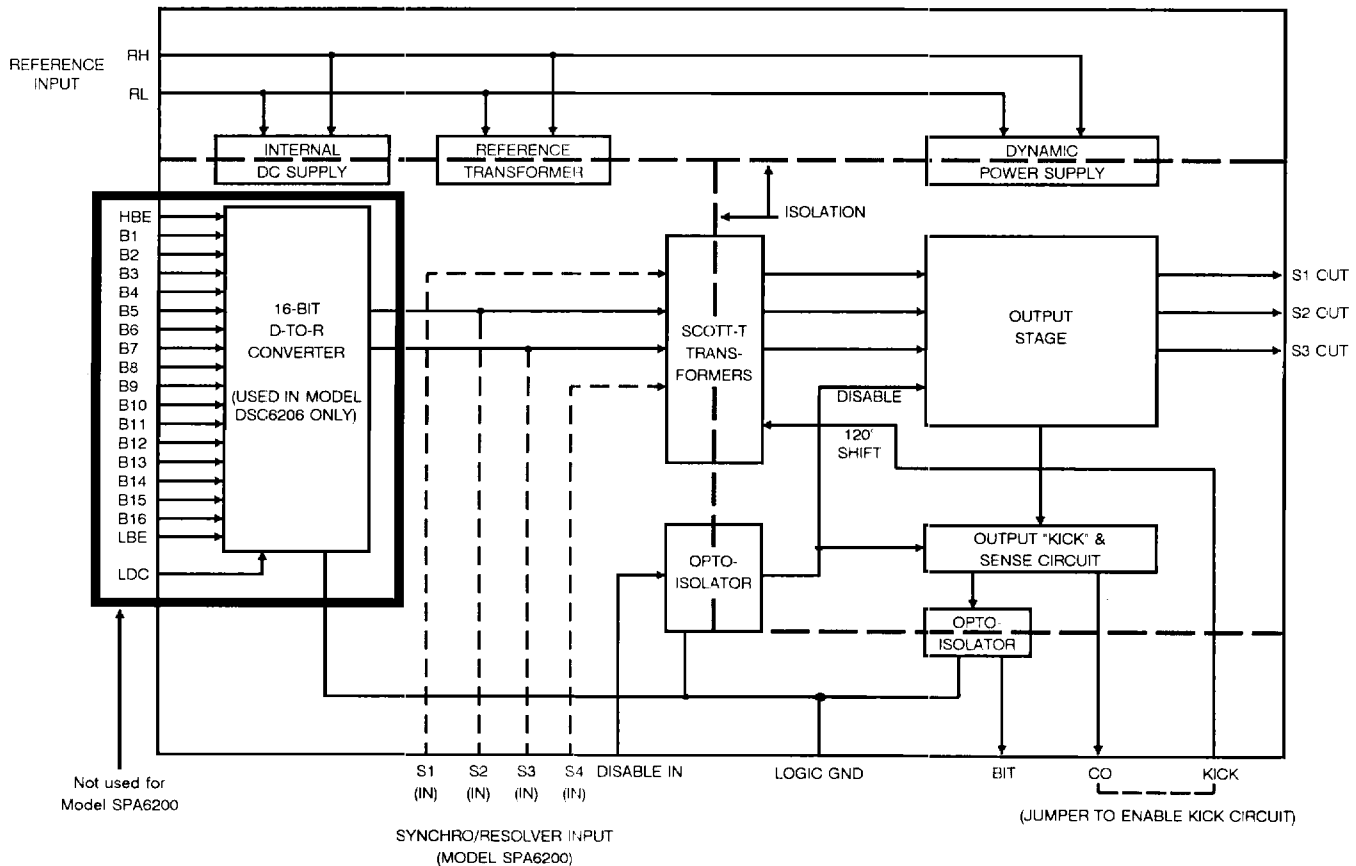 RH
REFERENCE
INPUT
RL
INTERNAL
DC SUPPLY
REFERENCE
TRANSFORMER
DYNAMIC
POWER SUPPLY
ISOLATION
HBE
B1
B2
B3
B4
B5
B6
B7
B8
B9
B10
B11
B12
B13
B14
B15
B16
LBE
LDC
16-BIT
D-TO-R
CONVERTER
(USED IN MODEL
DSC6206 ONLY)
SCOTT-T
TRANS-
FORMERS
OUTPUT
STAGE
S1 OUT
S2 OUT
S3 OUT
DISABLE
120°
SHIFT
OPTO-
ISOLATOR
OUTPUT "KICK" &
SENSE CIRCUIT
OPTO-
ISOLATOR
Not used for
Model SPA6200
S1
(IN)
S2
(IN)
S3
(IN)
S4
(IN)
DISABLE IN
LOGIC GND
BIT
CO
KICK
(JUMPER TO ENABLE KICK CIRCUIT)
SYNCHRO/RESOLVER INPUT
(MODEL SPA6200)